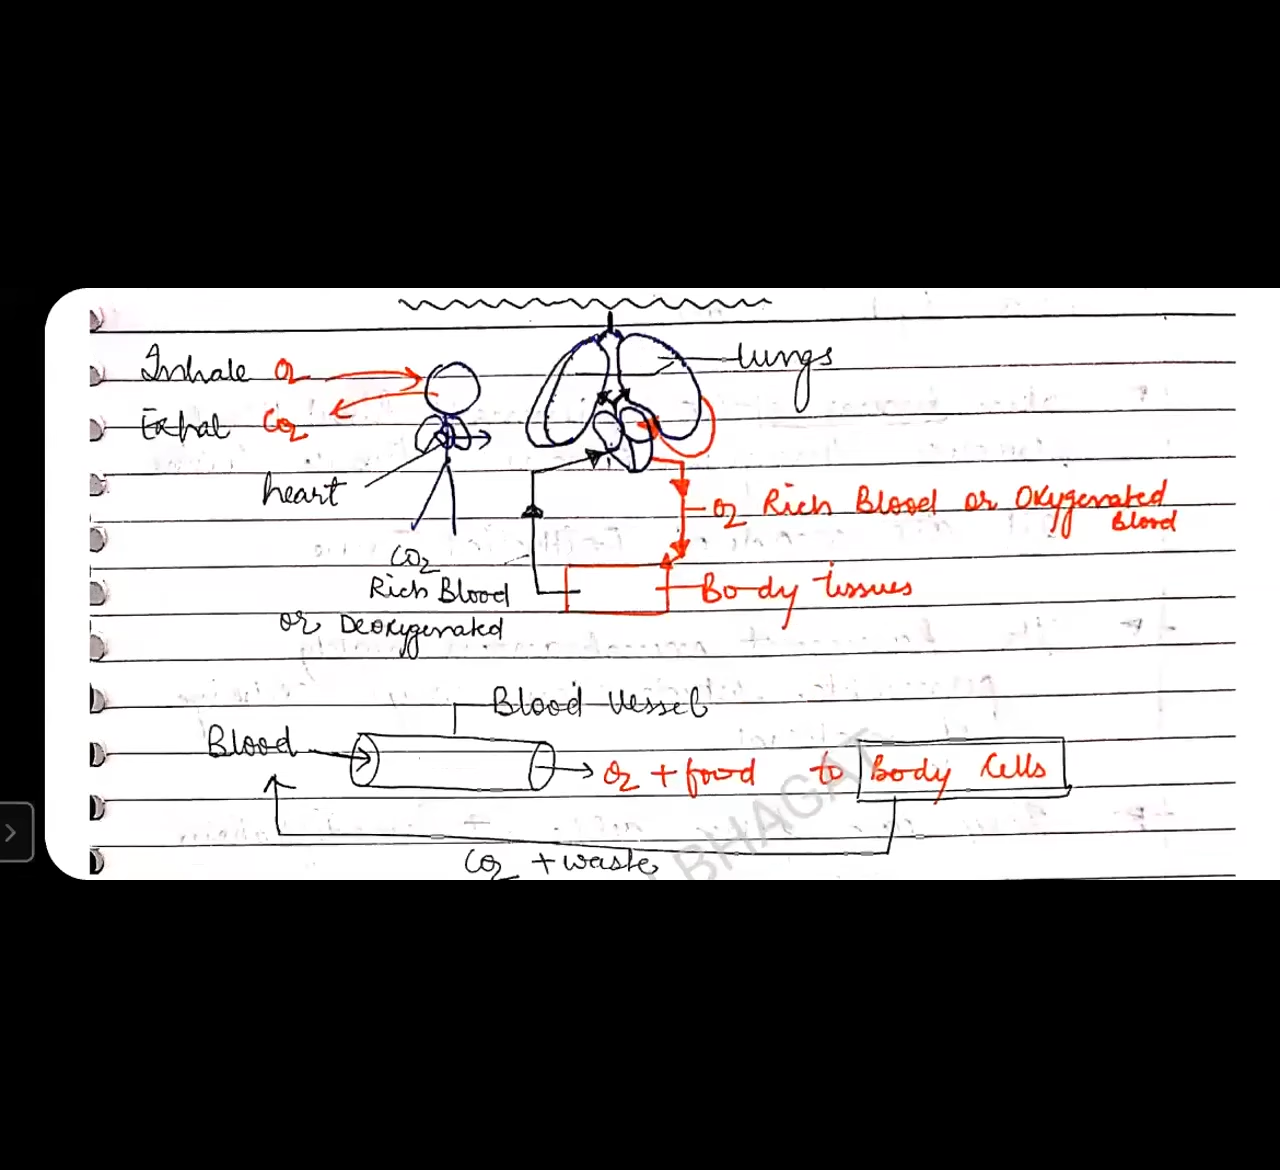 lungs
Inhale O2
Exhal CO2
heart
O2 Rich Blood or Oxygenated
Blood
CO2
Rich Blood
Body tissues
or Deoxygenated
Blood Vessel
Blood
O2 + food to Body Cells
CO2 + waste
BHAGAT